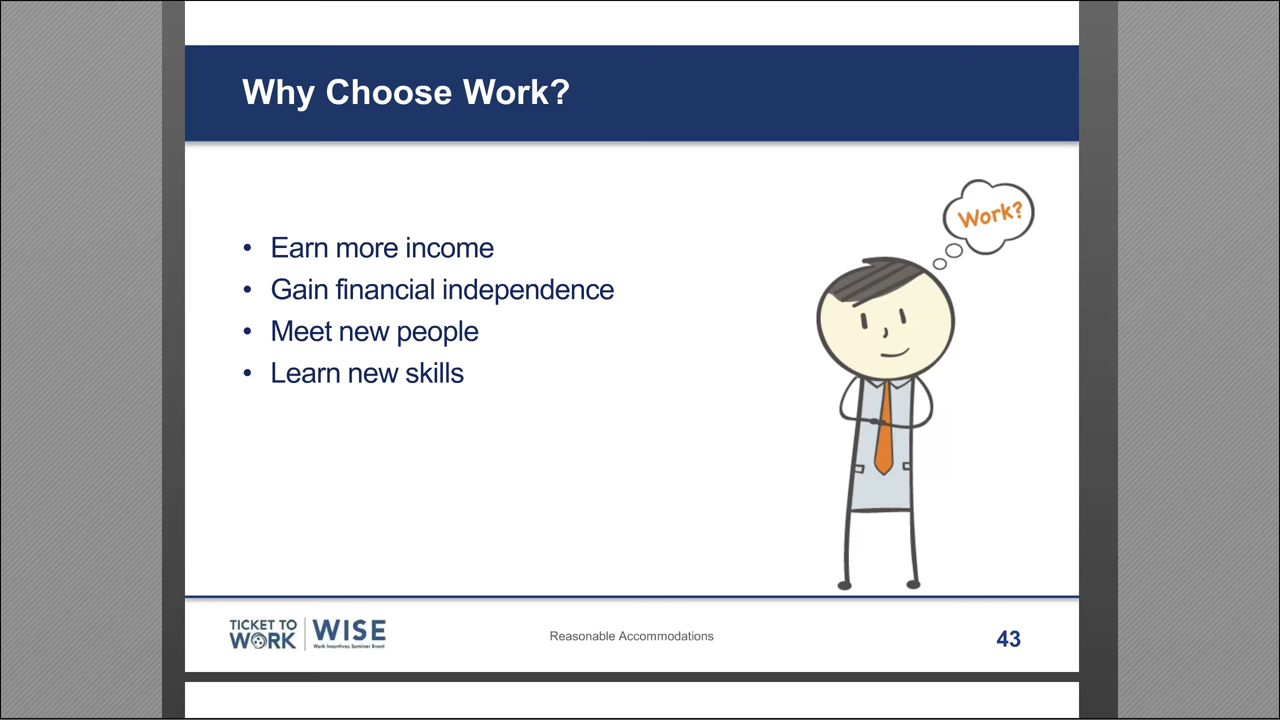 Why Choose Work?
Work?
• Earn more income
• Gain financial independence
• Meet new people
• Learn new skills
TICKET TO
WORK
WISE
Work Incentives Seminar Event
Reasonable Accommodations
43